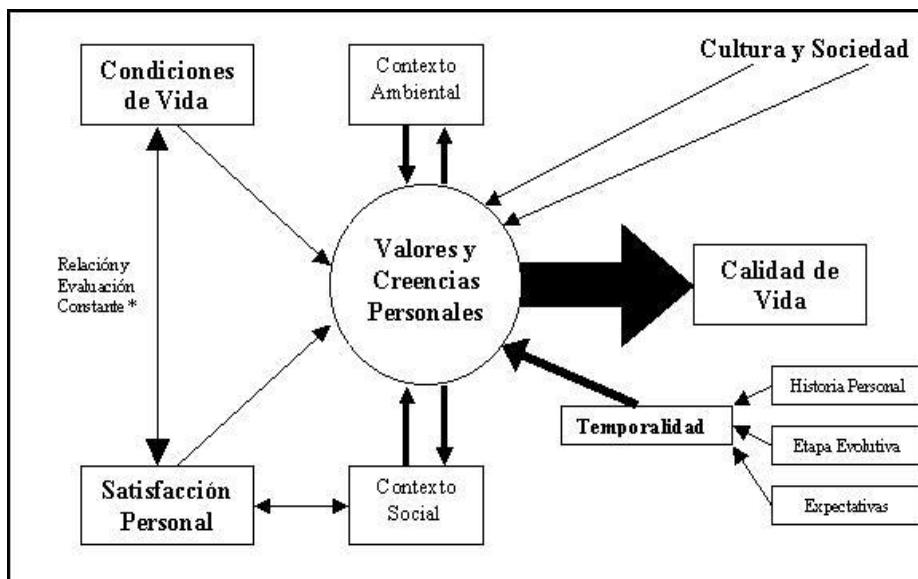 Condiciones
de Vida
Contexto
Ambiental
Cultura y Sociedad
Relación y
Evaluación
Constante *
Valores y
Creencias
Personales
Calidad de
Vida
Historia Personal
Temporalidad
Etapa Evolutiva
Expectativas
Satisfacción
Personal
Contexto
Social